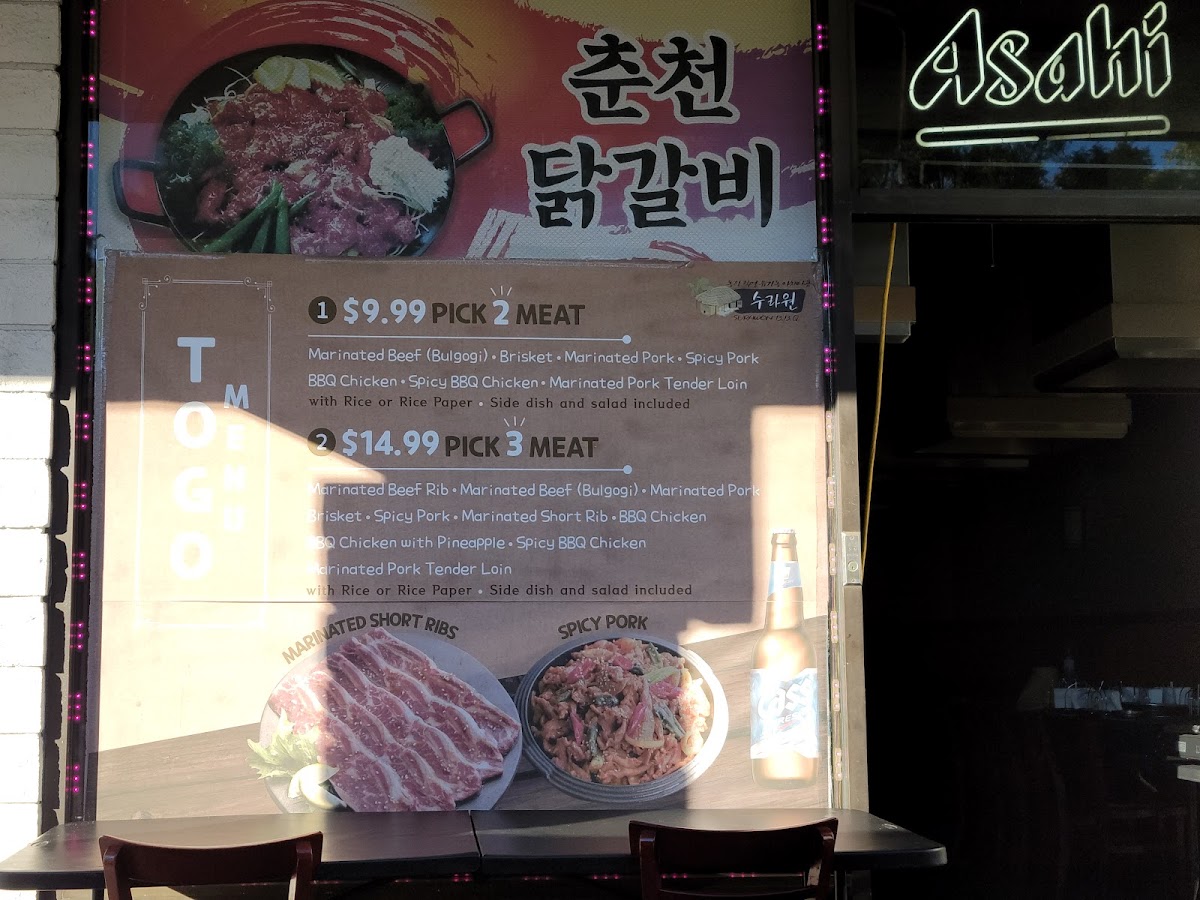 춘천
닭갈비
Asahi
TOGO
MENU
수라원
1 $9.99 PICK 2 MEAT
Marinated Beef (Bulgogi) • Brisket • Marinated Pork • Spicy Pork
BBQ Chicken • Spicy BBQ Chicken • Marinated Pork Tender Loin
with Rice or Rice Paper • Side dish and salad included
2 $14.99 PICK 3 MEAT
Marinated Beef Rib • Marinated Beef (Bulgogi) • Marinated Pork
Brisket • Spicy Pork • Marinated Short Rib • BBQ Chicken
BBQ Chicken with Pineapple • Spicy BBQ Chicken
Marinated Pork Tender Loin
with Rice or Rice Paper • Side dish and salad included
MARINATED SHORT RIBS
SPICY PORK